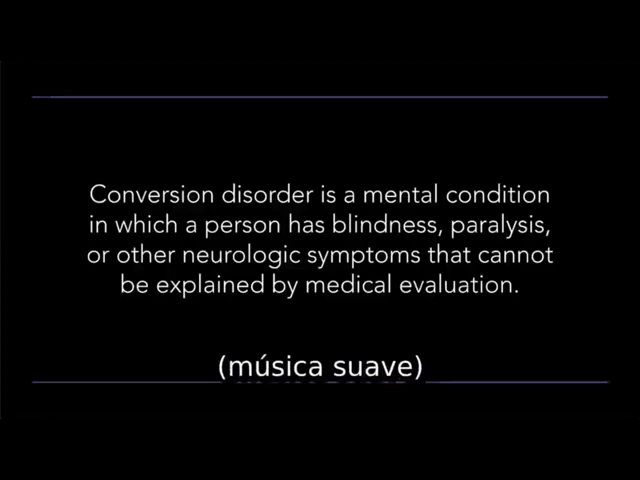 Conversion disorder is a mental condition
in which a person has blindness, paralysis,
or other neurologic symptoms that cannot
be explained by medical evaluation.
(música suave)